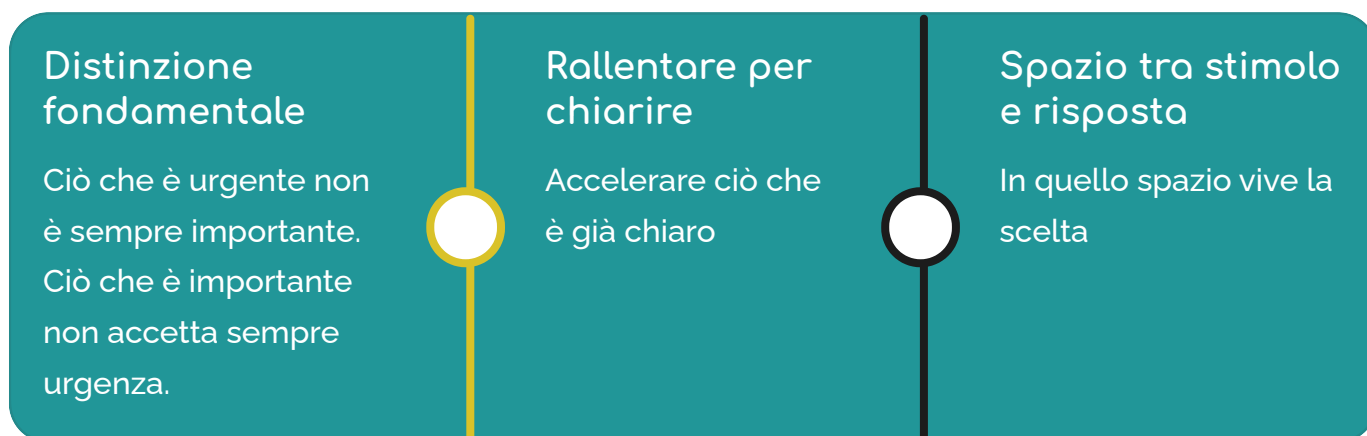 Distinzione
fondamentale
Ciò che è urgente non
è sempre importante.
Ciò che è importante
non accetta sempre
urgenza.
Rallentare per
chiarire
Accelerare ciò che
è già chiaro
Spazio tra stimolo
e risposta
In quello spazio vive la
scelta